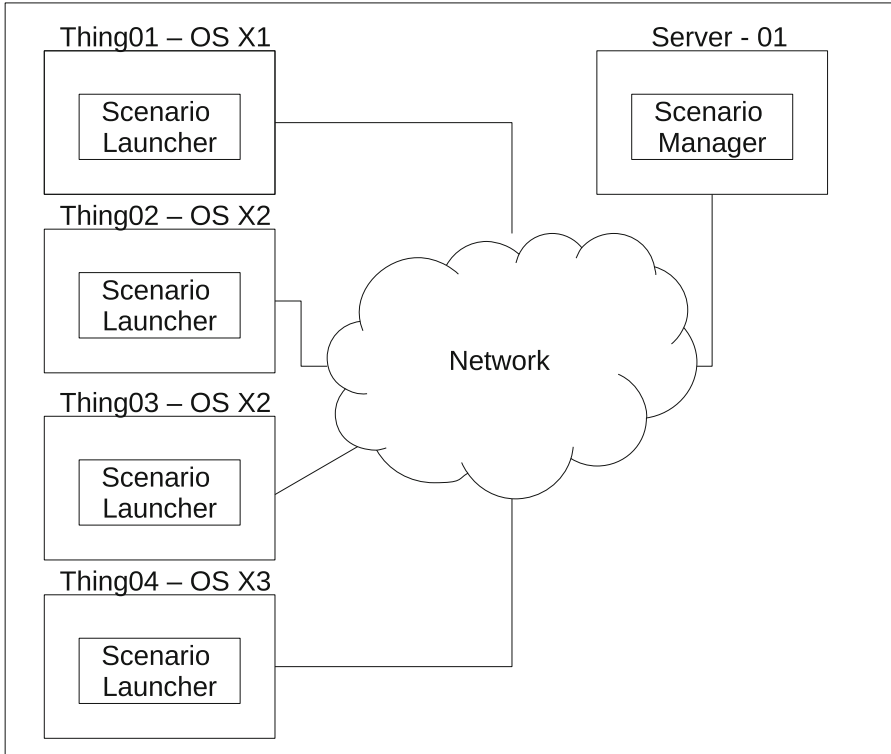 Thing01 – OS X1
Scenario
Launcher
Server - 01
Scenario
Manager
Thing02 – OS X2
Scenario
Launcher
Network
Thing03 – OS X2
Scenario
Launcher
Thing04 – OS X3
Scenario
Launcher